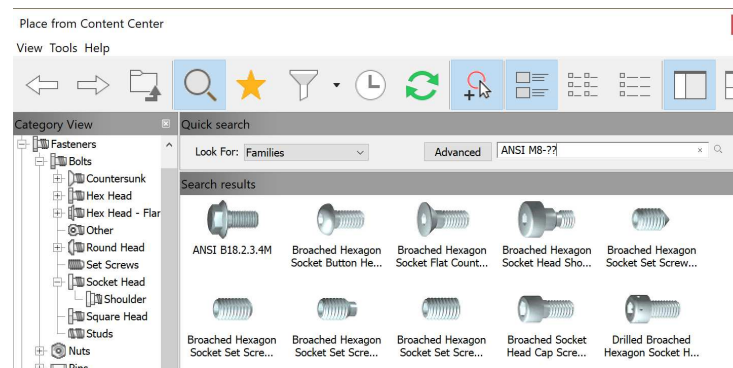 Place from Content Center
View Tools Help
Category View
Quick search
Fasteners
Bolts
Countersunk
Hex Head
Hex Head - Flar
Other
Round Head
Set Screws
Socket Head
Shoulder
Square Head
Studs
Nuts
Pins
Look For: Families
Advanced
ANSI M8-??
Search results
ANSI B18.2.3.4M
Broached Hexagon
Socket Button He...
Broached Hexagon
Socket Flat Count...
Broached Hexagon
Socket Head Sho...
Broached Hexagon
Socket Set Screw...
Broached Hexagon
Socket Set Scre...
Broached Hexagon
Socket Set Scre...
Broached Hexagon
Socket Set Scre...
Broached Socket
Head Cap Scre...
Drilled Broached
Hexagon Socket H...